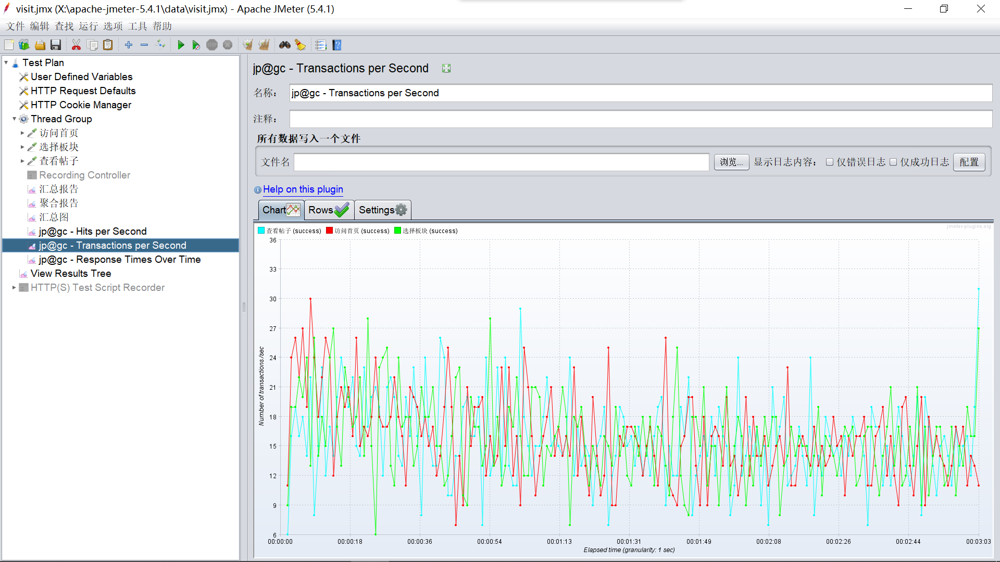 visit.jmx (X:\apache-jmeter-5.4.1\data\visit.jmx) - Apache JMeter (5.4.1)
文件 编辑 查找 运行 选项 工具 帮助
Test Plan
User Defined Variables
HTTP Request Defaults
HTTP Cookie Manager
Thread Group
访问首页
选择板块
查看帖子
Recording Controller
汇总报告
聚合报告
汇总图
jp@gc - Hits per Second
jp@gc - Transactions per Second
jp@gc - Response Times Over Time
View Results Tree
HTTP(S) Test Script Recorder
jp@gc - Transactions per Second
名称： jp@gc - Transactions per Second
注释：
所有数据写入一个文件
文件名 浏览... 显示日志内容： 仅错误日志 仅成功日志 配置
Help on this plugin
Chart Rows Settings
jmeter-plugins.org
查看帖子 (success) 访问首页 (success) 选择板块 (success)
36
33
30
27
24
21
18
15
12
9
6
Number of transactions /sec
00:00:00 00:00:18 00:00:36 00:00:54 00:01:13 00:01:31 00:01:49 00:02:08 00:02:26 00:02:44 00:03:03
Elapsed time (granularity: 1 sec)